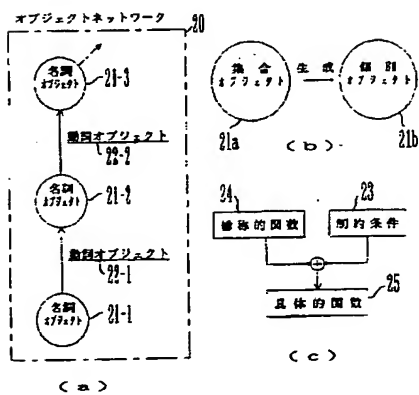 オブジェクトネットワーク
20
名詞
オブジェクト
21-3
動詞オブジェクト
22-2
名詞
オブジェクト
21-2
動詞オブジェクト
22-1
名詞
オブジェクト
21-1
(a)
集合
オブジェクト
生成
個別
オブジェクト
21a
21b
(b)
24
23
総称的関数
制約条件
具体的関数
25
(c)